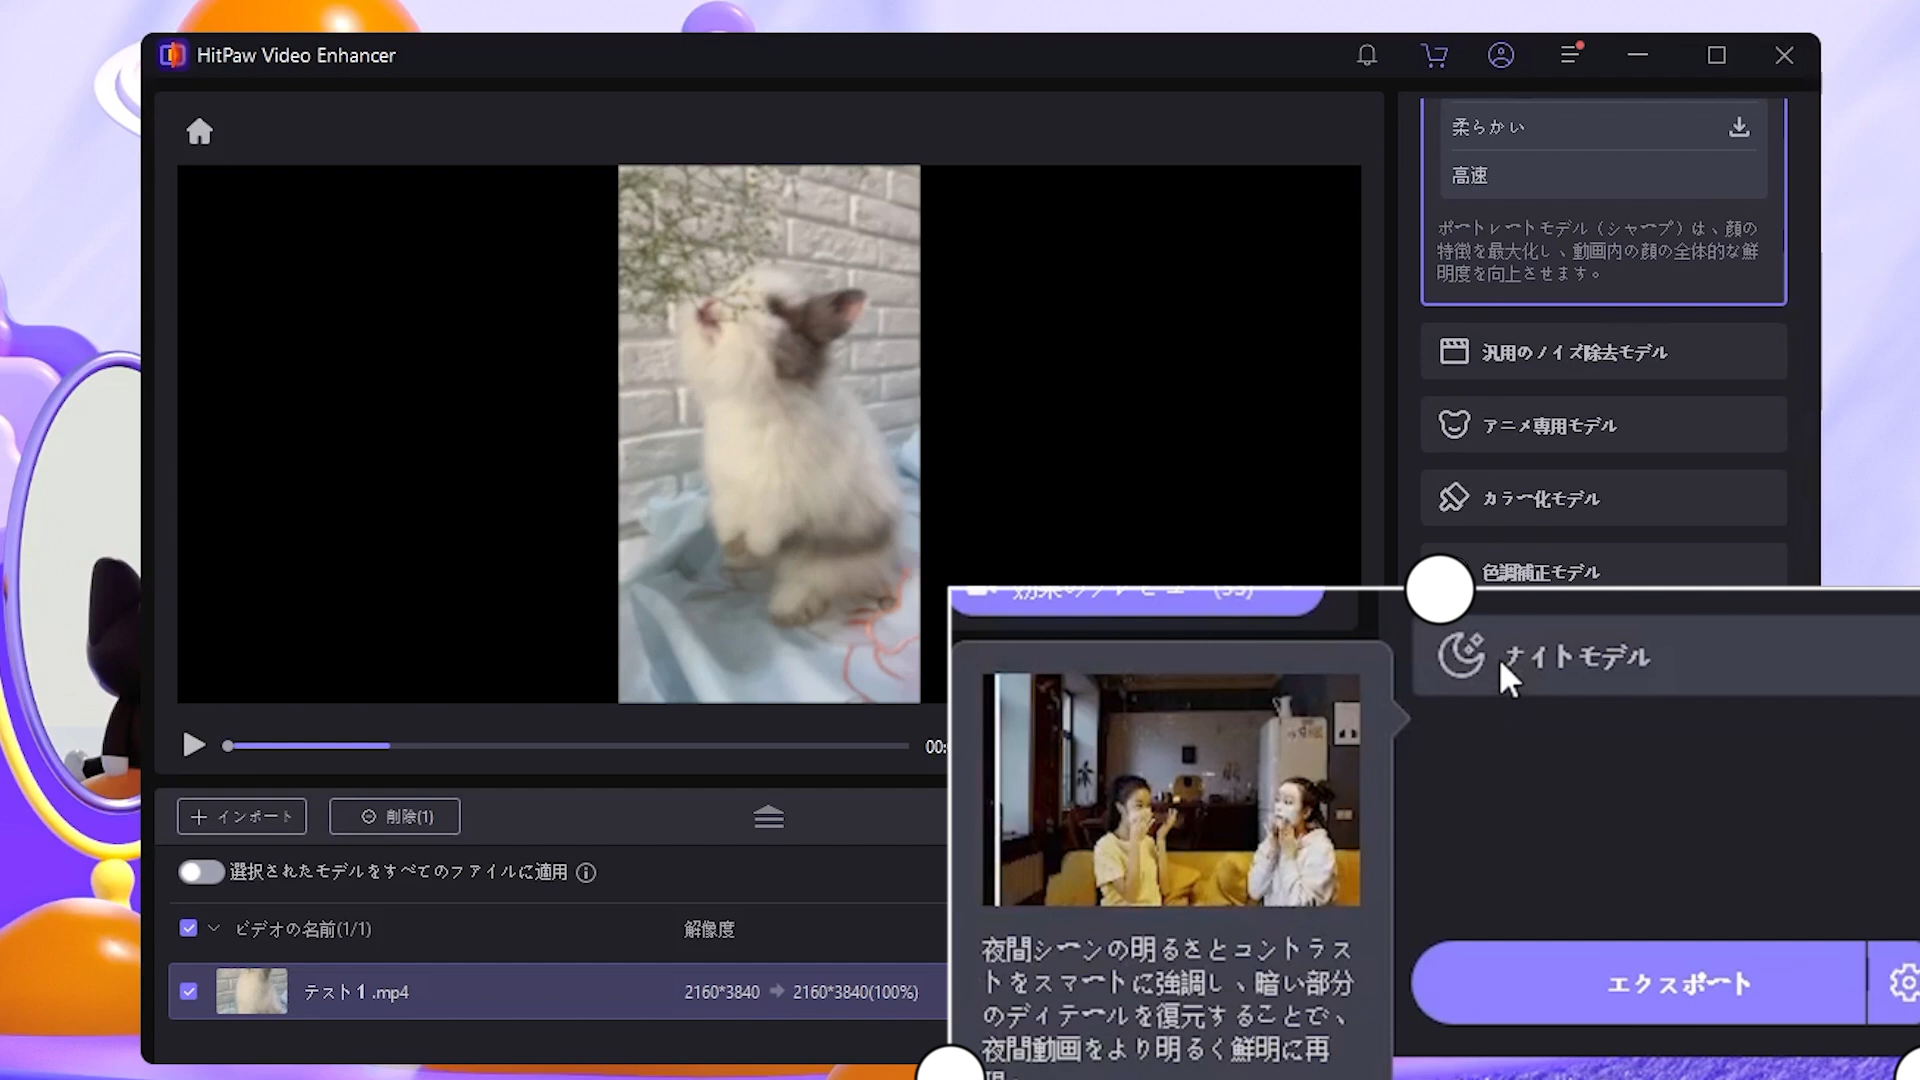 HitPaw Video Enhancer
柔らかい
高速
ポートレートモデル（シャープ）は、顔の
特徴を最大化し、動画内の顔の全体的な鮮
明度を向上させます。
汎用のノイズ除去モデル
アニメ専用モデル
カラー化モデル
色調補正モデル
ナイトモデル
00:
インポート
削除(1)
選択されたモデルをすべてのファイルに適用
ビデオの名前(1/1)
解像度
テスト１.mp4
2160*3840
2160*3840(100%)
夜間シーンの明るさとコントラス
トをスマートに強調し、暗い部分
のディテールを復元することで、
夜間動画をより明るく鮮明に再
エクスポート